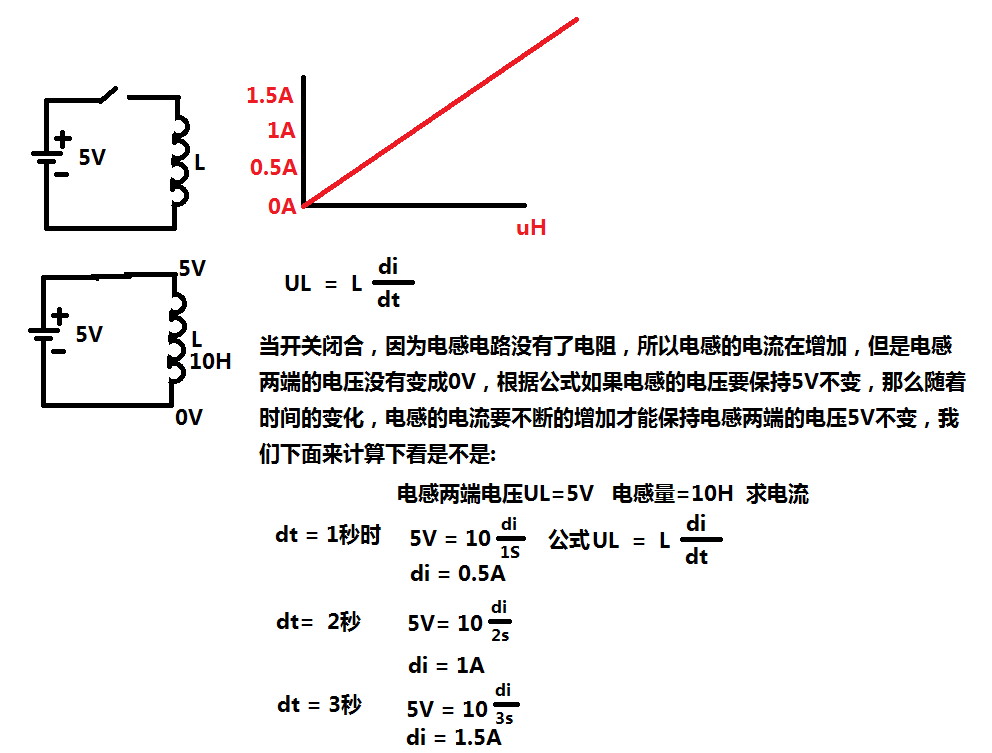 1.5A
1A
0.5A
0A
uH
+
5V
-
L
5V
+
5V
-
L
10H
0V
UL = L di/dt
当开关闭合，因为电感电路没有了电阻，所以电感的电流在增加，但是电感
两端的电压没有变成0V，根据公式如果电感的电压要保持5V不变，那么随着
时间的变化，电感的电流要不断的增加才能保持电感两端的电压5V不变，我
们下面来计算下看是不是:
电感两端电压UL=5V 电感量=10H 求电流
dt = 1秒时 5V = 10 di/1S 公式UL = L di/dt
di = 0.5A
dt= 2秒 5V= 10 di/2s
di = 1A
dt = 3秒 5V = 10 di/3s
di = 1.5A